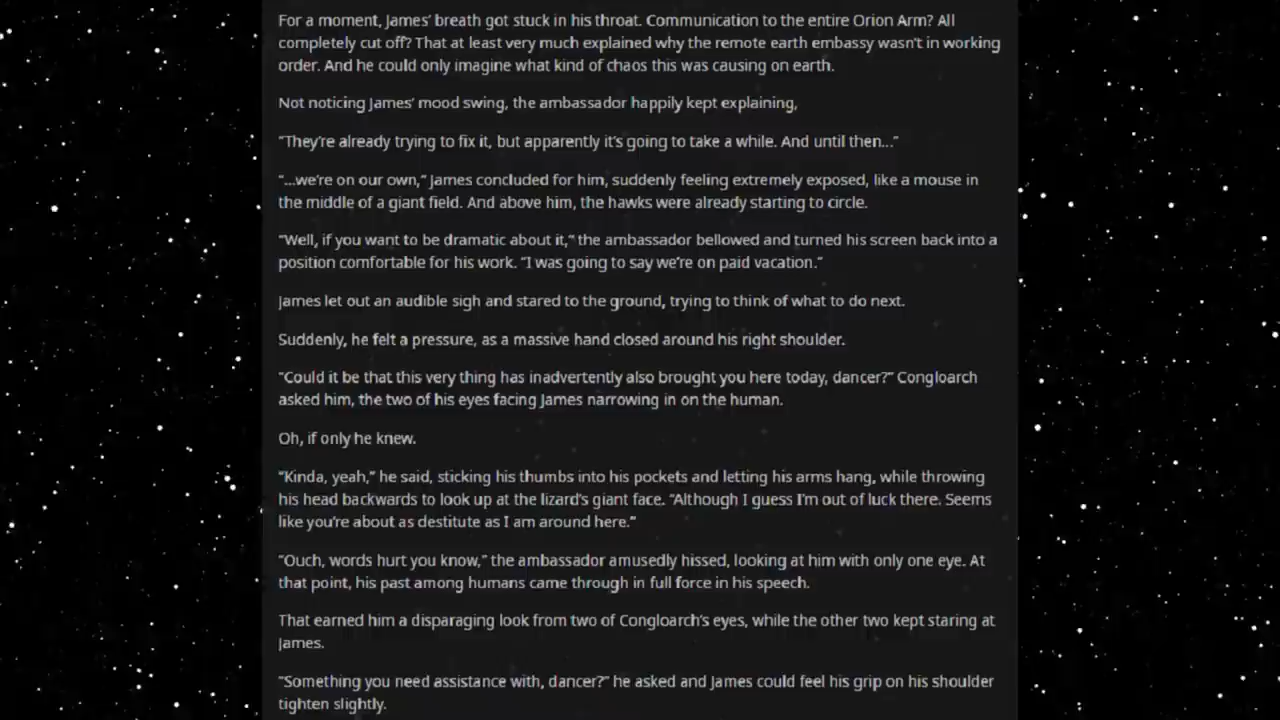 For a moment, James’ breath got stuck in his throat. Communication to the entire Orion Arm? All
completely cut off? That at least very much explained why the remote earth embassy wasn’t in working
order. And he could only imagine what kind of chaos this was causing on earth.
Not noticing James’ mood swing, the ambassador happily kept explaining,
“They’re already trying to fix it, but apparently it’s going to take a while. And until then…”
“…we’re on our own,” James concluded for him, suddenly feeling extremely exposed, like a mouse in
the middle of a giant field. And above him, the hawks were already starting to circle.
“Well, if you want to be dramatic about it,” the ambassador bellowed and turned his screen back into a
position comfortable for his work. “I was going to say we’re on paid vacation.”
James let out an audible sigh and stared to the ground, trying to think of what to do next.
Suddenly, he felt a pressure, as a massive hand closed around his right shoulder.
“Could it be that this very thing has inadvertently also brought you here today, dancer?” Congloarch
asked him, the two of his eyes facing James narrowing in on the human.
Oh, if only he knew.
“Kinda, yeah,” he said, sticking his thumbs into his pockets and letting his arms hang, while throwing
his head backwards to look up at the lizard’s giant face. “Although I guess I’m out of luck there. Seems
like you’re about as destitute as I am around here.”
“Ouch, words hurt you know,” the ambassador amusedly hissed, looking at him with only one eye. At
that point, his past among humans came through in full force in his speech.
That earned him a disparaging look from two of Congloarch’s eyes, while the other two kept staring at
James.
“Something you need assistance with, dancer?” he asked and James could feel his grip on his shoulder
tighten slightly.